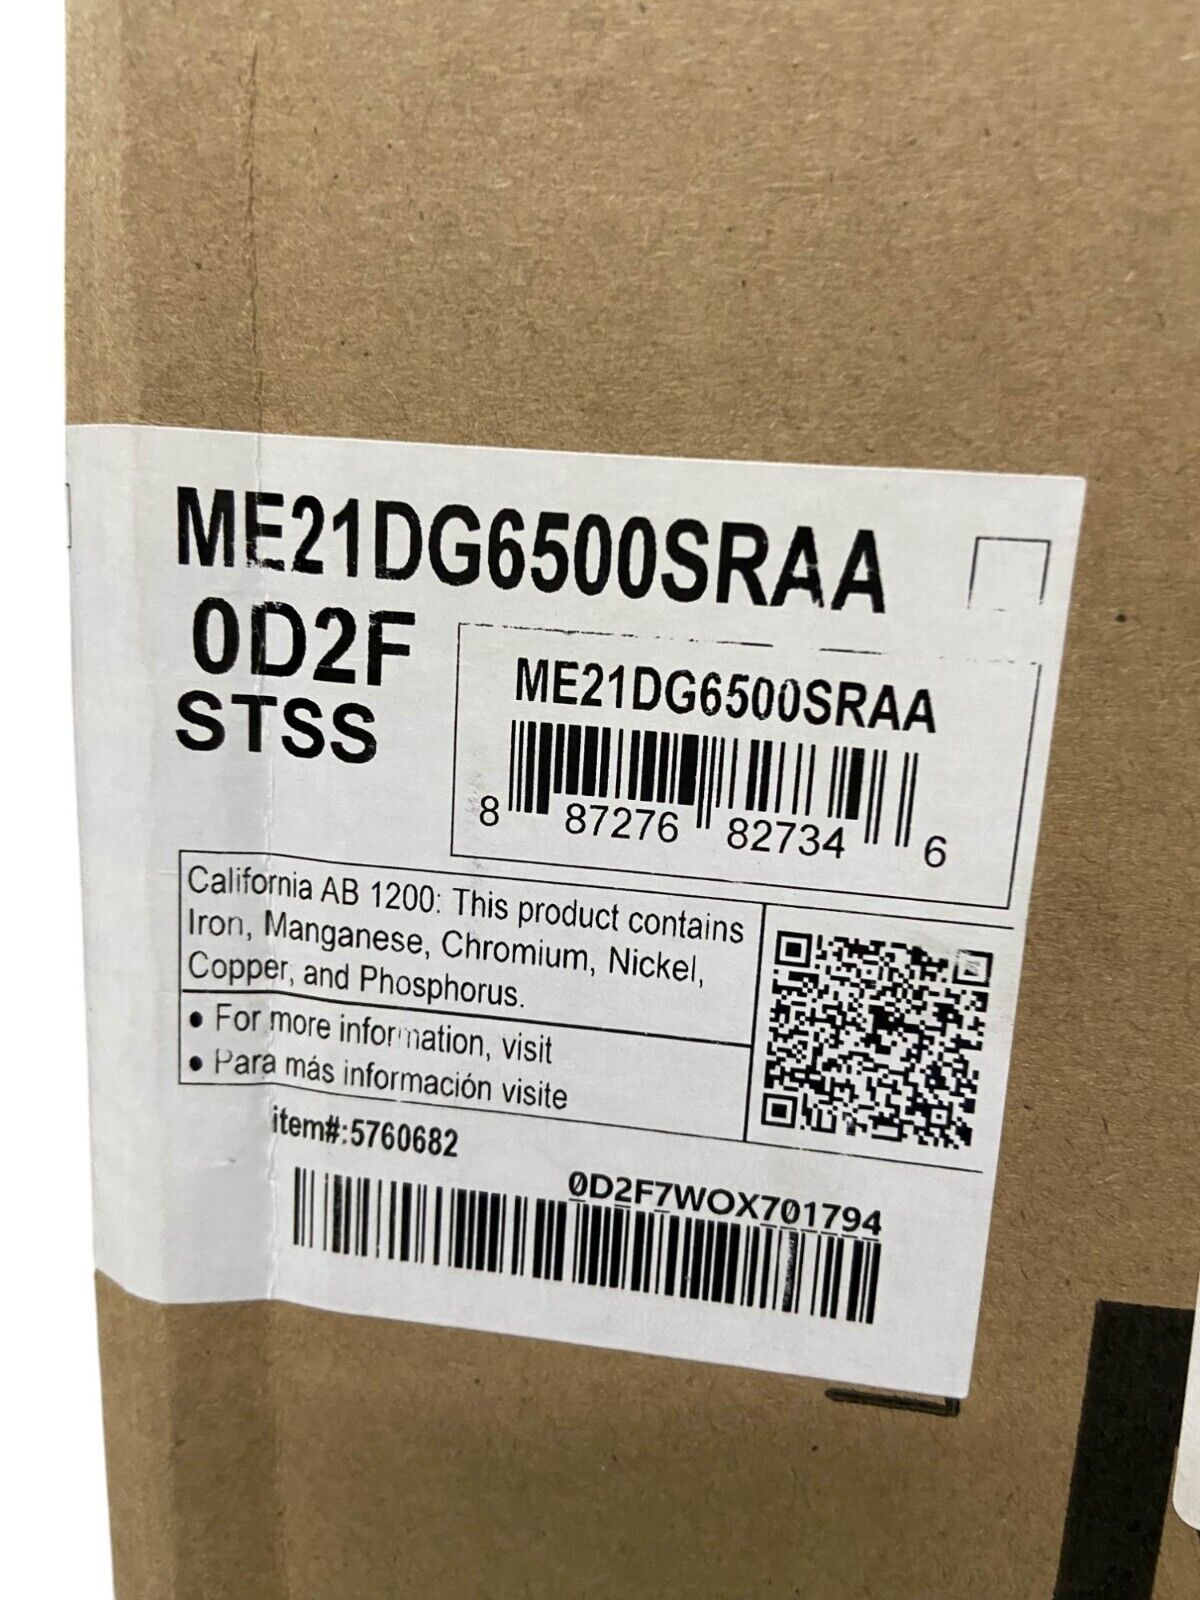 ME21DG6500SRAA
0D2F
STSS
ME21DG6500SRAA
8 87276 82734 6
California AB 1200: This product contains
Iron, Manganese, Chromium, Nickel,
Copper, and Phosphorus.
● For more information, visit
● Para más información visite
item#:5760682
0D2F7WOX701794